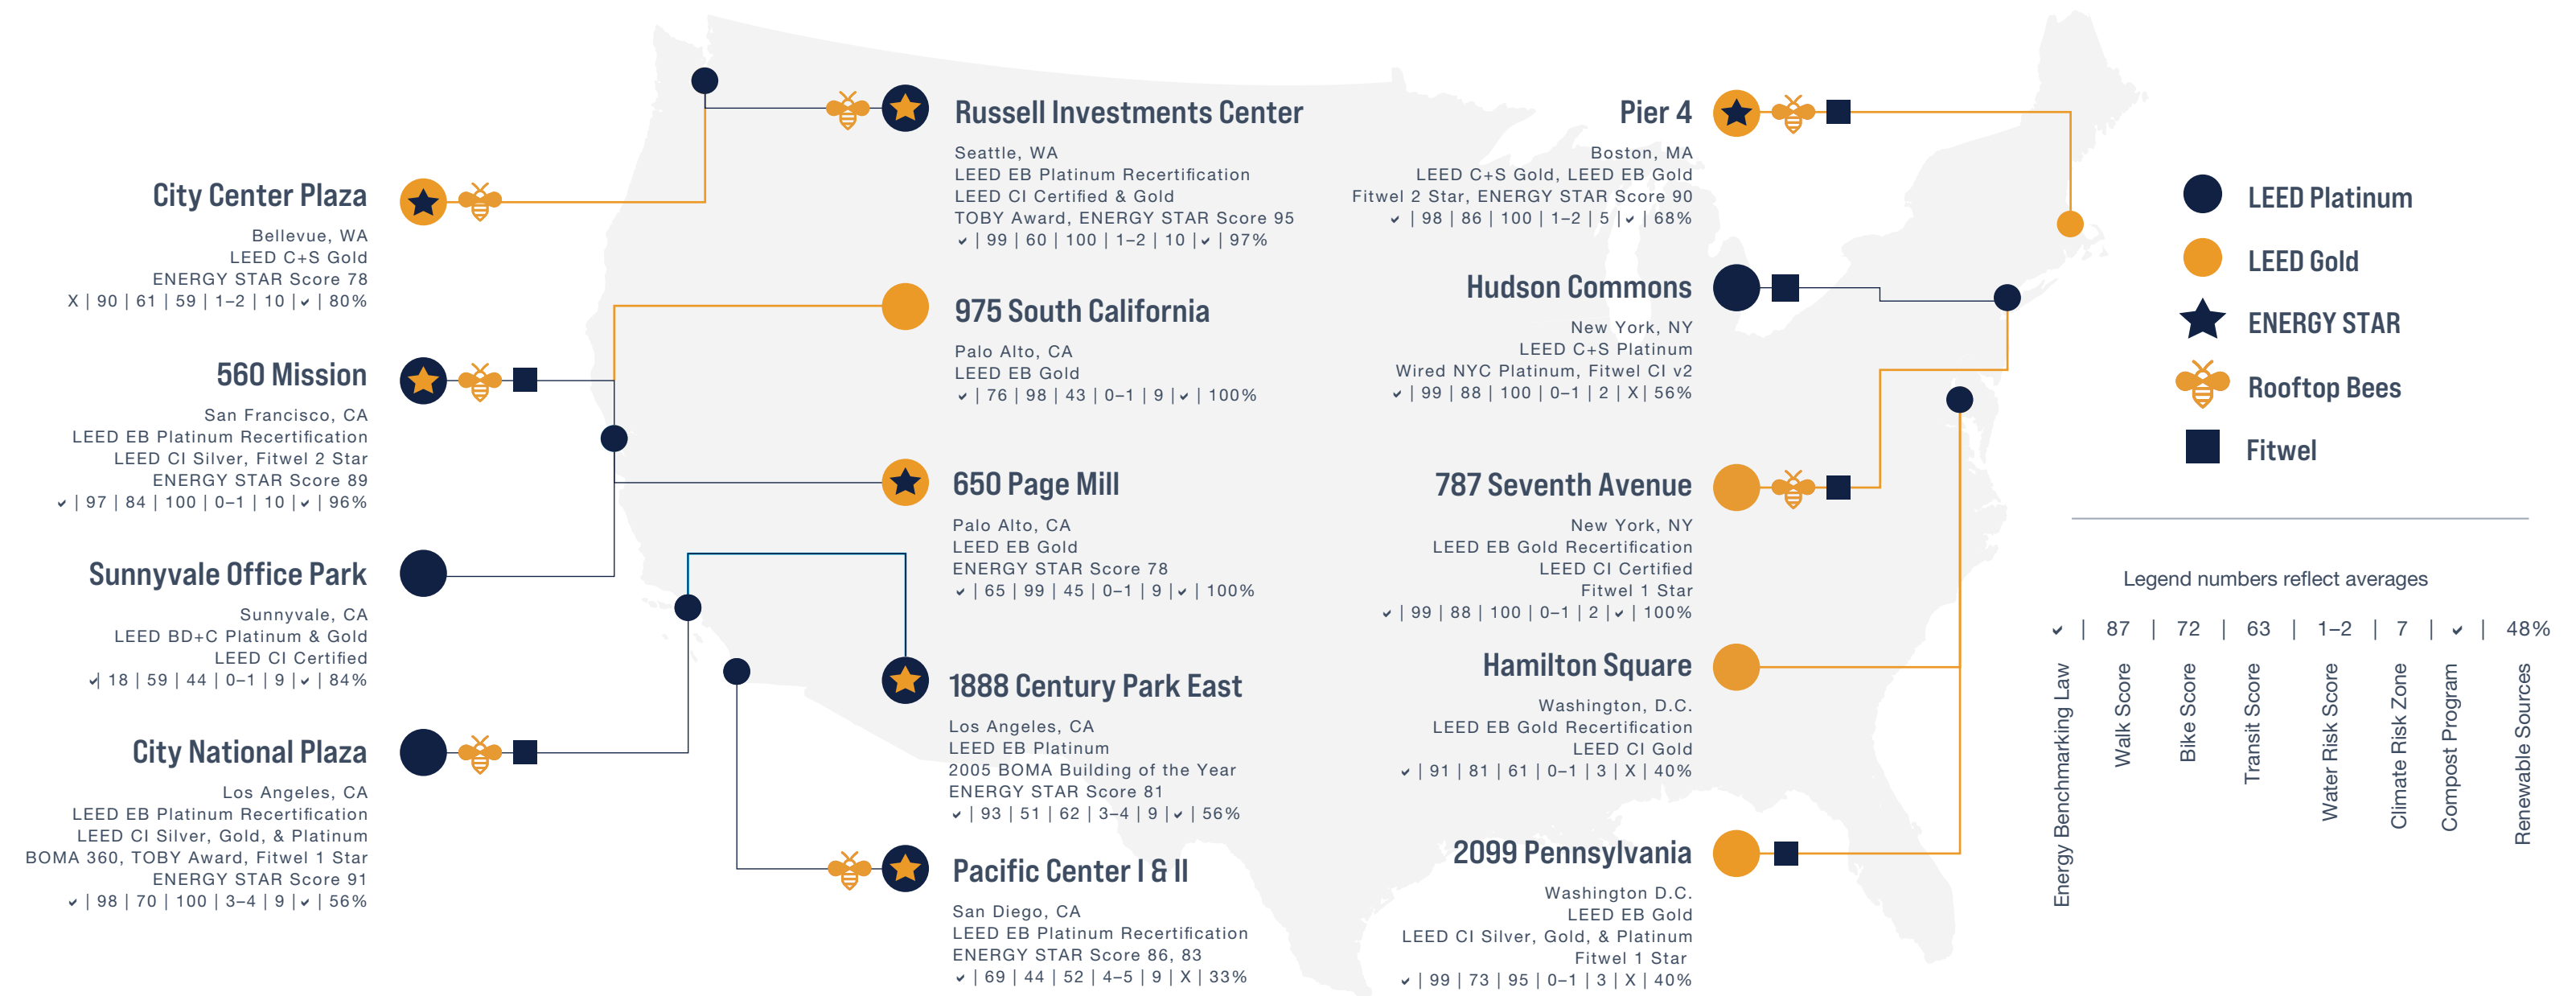 City Center Plaza
Bellevue, WA
LEED C+S Gold
ENERGY STAR Score 78
X | 90 | 61 | 59 | 1–2 | 10 |✓ | 80%
560 Mission
San Francisco, CA
LEED EB Platinum Recertification
LEED CI Silver, Fitwel 2 Star
ENERGY STAR Score 89
✓ | 97 | 84 | 100 | 0–1 | 10 |✓ | 96%
Sunnyvale Office Park
Sunnyvale, CA
LEED BD+C Platinum & Gold
LEED CI Certified
✓| 18 | 59 | 44 | 0–1 | 9 |✓ | 84%
City National Plaza
Los Angeles, CA
LEED EB Platinum Recertification
LEED CI Silver, Gold, & Platinum
BOMA 360, TOBY Award, Fitwel 1 Star
ENERGY STAR Score 91
✓ | 98 | 70 | 100 | 3–4 | 9 |✓ | 56%
Russell Investments Center
Seattle, WA
LEED EB Platinum Recertification
LEED CI Certified & Gold
TOBY Award, ENERGY STAR Score 95
✓ | 99 | 60 | 100 | 1–2 | 10 |✓ | 97%
975 South California
Palo Alto, CA
LEED EB Gold
✓ | 76 | 98 | 43 | 0–1 | 9 |✓ | 100%
650 Page Mill
Palo Alto, CA
LEED EB Gold
ENERGY STAR Score 78
✓ | 65 | 99 | 45 | 0–1 | 9 |✓ | 100%
1888 Century Park East
Los Angeles, CA
LEED EB Platinum
2005 BOMA Building of the Year
ENERGY STAR Score 81
✓ | 93 | 51 | 62 | 3–4 | 9 |✓ | 56%
Pacific Center I & II
San Diego, CA
LEED EB Platinum Recertification
ENERGY STAR Score 86, 83
✓ | 69 | 44 | 52 | 4–5 | 9 | X | 33%
Pier 4
Boston, MA
LEED C+S Gold, LEED EB Gold
Fitwel 2 Star, ENERGY STAR Score 90
✓ | 98 | 86 | 100 | 1–2 | 5 |✓ | 68%
Hudson Commons
New York, NY
LEED C+S Platinum
Wired NYC Platinum, Fitwel CI v2
✓ | 99 | 88 | 100 | 0–1 | 2 | X| 56%
787 Seventh Avenue
New York, NY
LEED EB Gold Recertification
LEED CI Certified
Fitwel 1 Star
✓ | 99 | 88 | 100 | 0–1 | 2 |✓ | 100%
Hamilton Square
Washington, D.C.
LEED EB Gold Recertification
LEED CI Gold
✓ | 91 | 81 | 61 | 0–1 | 3 | X | 40%
2099 Pennsylvania
Washington D.C.
LEED EB Gold
LEED CI Silver, Gold, & Platinum
Fitwel 1 Star
✓ | 99 | 73 | 95 | 0–1 | 3 | X | 40%
LEED Platinum
LEED Gold
ENERGY STAR
Rooftop Bees
Fitwel
Legend numbers reflect averages
✓ | 87 | 72 | 63 | 1–2 | 7 | ✓ | 48%
Energy Benchmarking Law
Walk Score
Bike Score
Transit Score
Water Risk Score
Climate Risk Zone
Compost Program
Renewable Sources